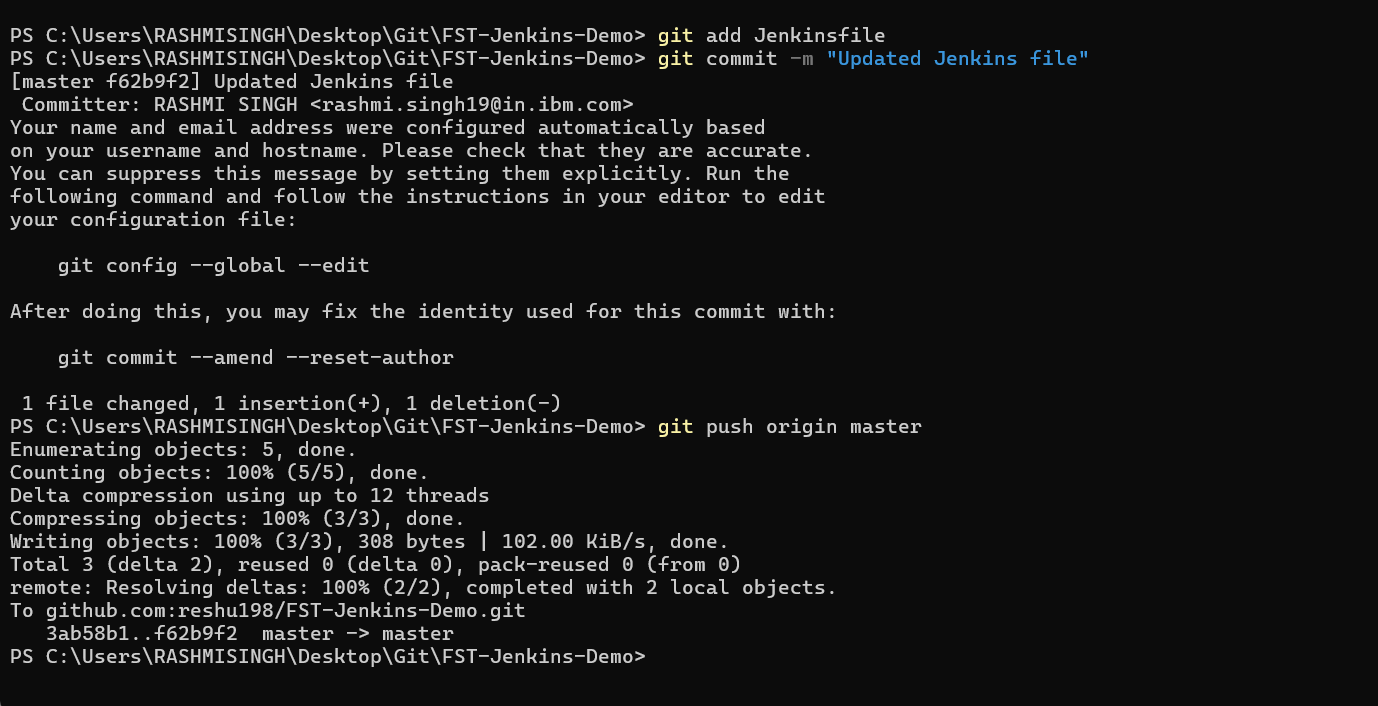 PS C:\Users\RASHMISINGH\Desktop\Git\FST-Jenkins-Demo> git add Jenkinsfile
PS C:\Users\RASHMISINGH\Desktop\Git\FST-Jenkins-Demo> git commit -m "Updated Jenkins file"
[master f62b9f2] Updated Jenkins file
 Committer: RASHMI SINGH <rashmi.singh19@in.ibm.com>
Your name and email address were configured automatically based
on your username and hostname. Please check that they are accurate.
You can suppress this message by setting them explicitly. Run the
following command and follow the instructions in your editor to edit
your configuration file:

    git config --global --edit

After doing this, you may fix the identity used for this commit with:

    git commit --amend --reset-author

 1 file changed, 1 insertion(+), 1 deletion(-)
PS C:\Users\RASHMISINGH\Desktop\Git\FST-Jenkins-Demo> git push origin master
Enumerating objects: 5, done.
Counting objects: 100% (5/5), done.
Delta compression using up to 12 threads
Compressing objects: 100% (3/3), done.
Writing objects: 100% (3/3), 308 bytes | 102.00 KiB/s, done.
Total 3 (delta 2), reused 0 (delta 0), pack-reused 0 (from 0)
remote: Resolving deltas: 100% (2/2), completed with 2 local objects.
To github.com:reshu198/FST-Jenkins-Demo.git
   3ab58b1..f62b9f2  master -> master
PS C:\Users\RASHMISINGH\Desktop\Git\FST-Jenkins-Demo>